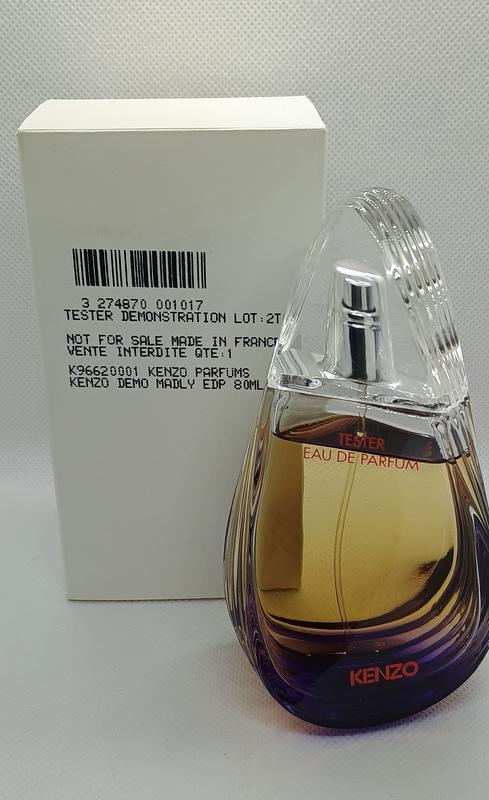 3 274870 001017
TESTER DEMONSTRATION LOT:2T
NOT FOR SALE MADE IN FRANCE
VENTE INTERDITE QTE:1
K96620001 KENZO PARFUMS
KENZO DEMO MADLY EDP 80ML
TESTER
EAU DE PARFUM
KENZO